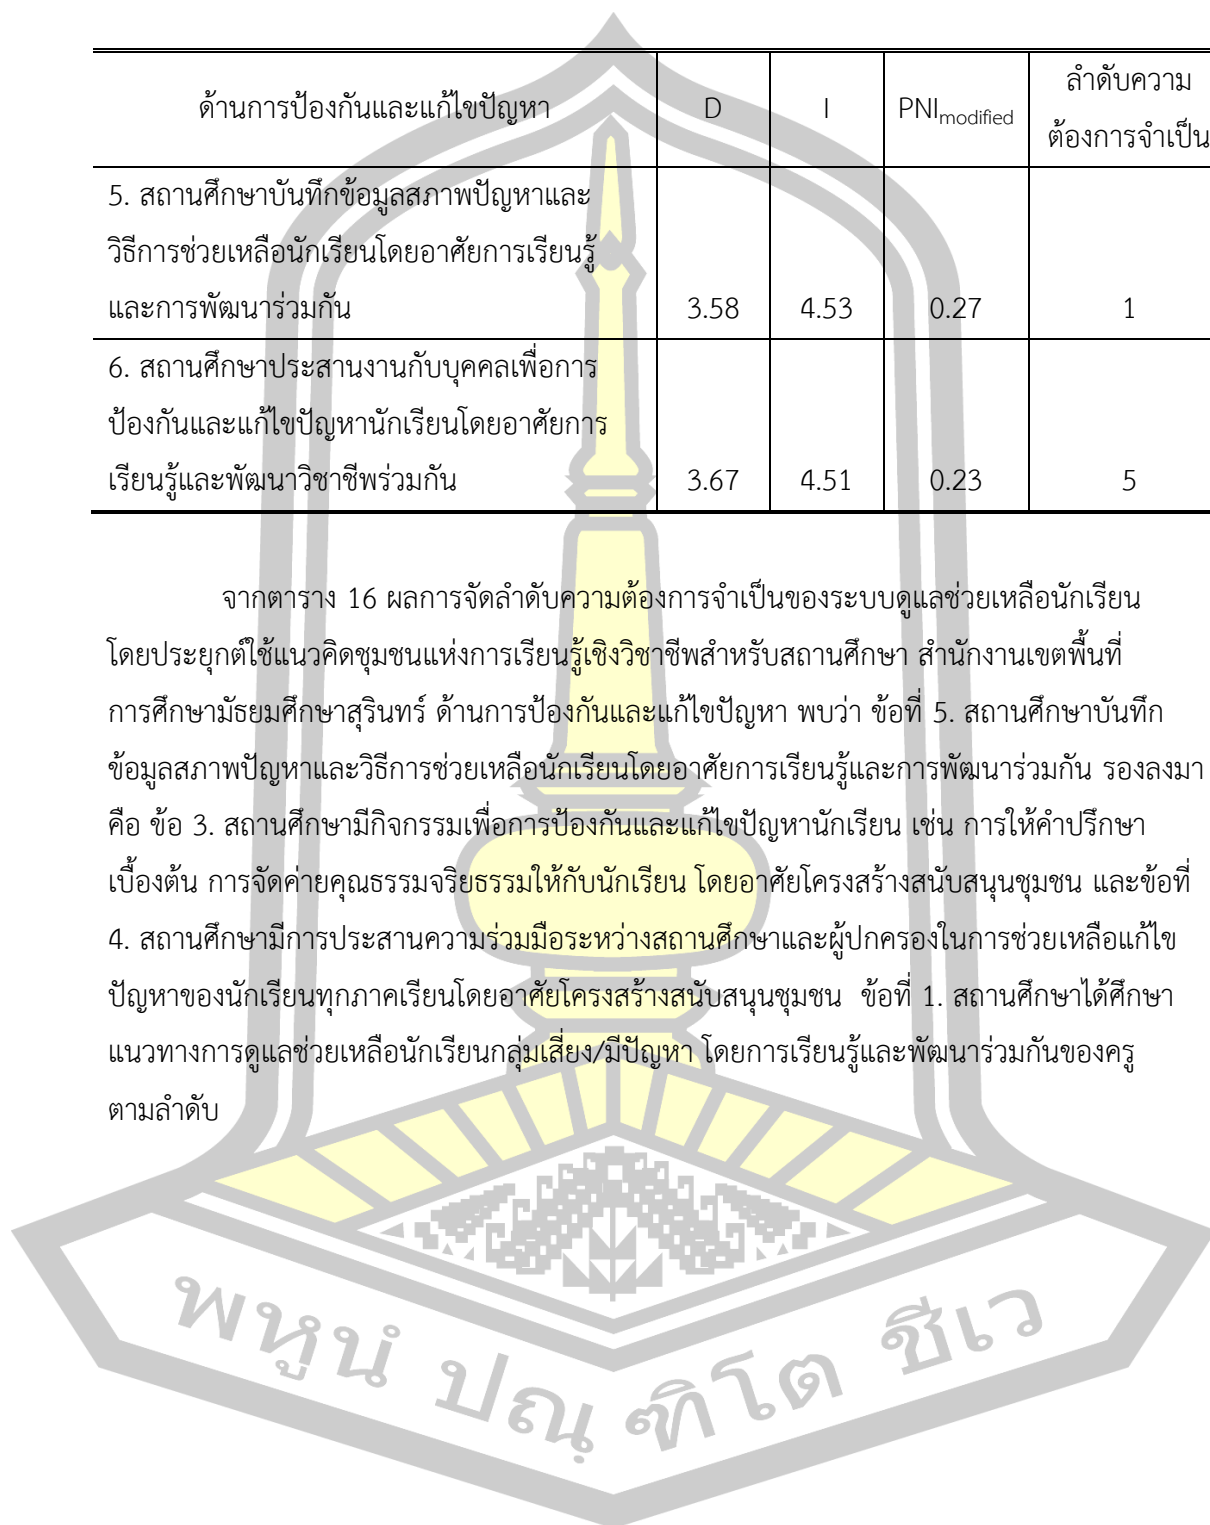 ด้านการป้องกันและแก้ไขปัญหา D I PNImodified ลำดับความ
ต้องการจำเป็น
5. สถานศึกษาบันทึกข้อมูลสภาพปัญหาและ
วิธีการช่วยเหลือนักเรียนโดยอาศัยการเรียนรู้
และการพัฒนาร่วมกัน 3.58 4.53 0.27 1
6. สถานศึกษาประสานงานกับบุคคลเพื่อการ
ป้องกันและแก้ไขปัญหานักเรียนโดยอาศัยการ
เรียนรู้และพัฒนาวิชาชีพร่วมกัน 3.67 4.51 0.23 5
จากตาราง 16 ผลการจัดลำดับความต้องการจำเป็นของระบบดูแลช่วยเหลือนักเรียน
โดยประยุกต์ใช้แนวคิดชุมชนแห่งการเรียนรู้เชิงวิชาชีพสำหรับสถานศึกษา สำนักงานเขตพื้นที่
การศึกษามัธยมศึกษาสุรินทร์ ด้านการป้องกันและแก้ไขปัญหา พบว่า ข้อที่ 5. สถานศึกษาบันทึก
ข้อมูลสภาพปัญหาและวิธีการช่วยเหลือนักเรียนโดยอาศัยการเรียนรู้และการพัฒนาร่วมกัน รองลงมา
คือ ข้อ 3. สถานศึกษามีกิจกรรมเพื่อการป้องกันและแก้ไขปัญหานักเรียน เช่น การให้คำปรึกษา
เบื้องต้น การจัดค่ายคุณธรรมจริยธรรมให้กับนักเรียน โดยอาศัยโครงสร้างสนับสนุนชุมชน และข้อที่
4. สถานศึกษามีการประสานความร่วมมือระหว่างสถานศึกษาและผู้ปกครองในการช่วยเหลือแก้ไข
ปัญหาของนักเรียนทุกภาคเรียนโดยอาศัยโครงสร้างสนับสนุนชุมชน ข้อที่ 1. สถานศึกษาได้ศึกษา
แนวทางการดูแลช่วยเหลือนักเรียนกลุ่มเสี่ยง/มีปัญหา โดยการเรียนรู้และพัฒนาร่วมกันของครู
ตามลำดับ
พหูนํ ปณฺฑิโต ชีเว